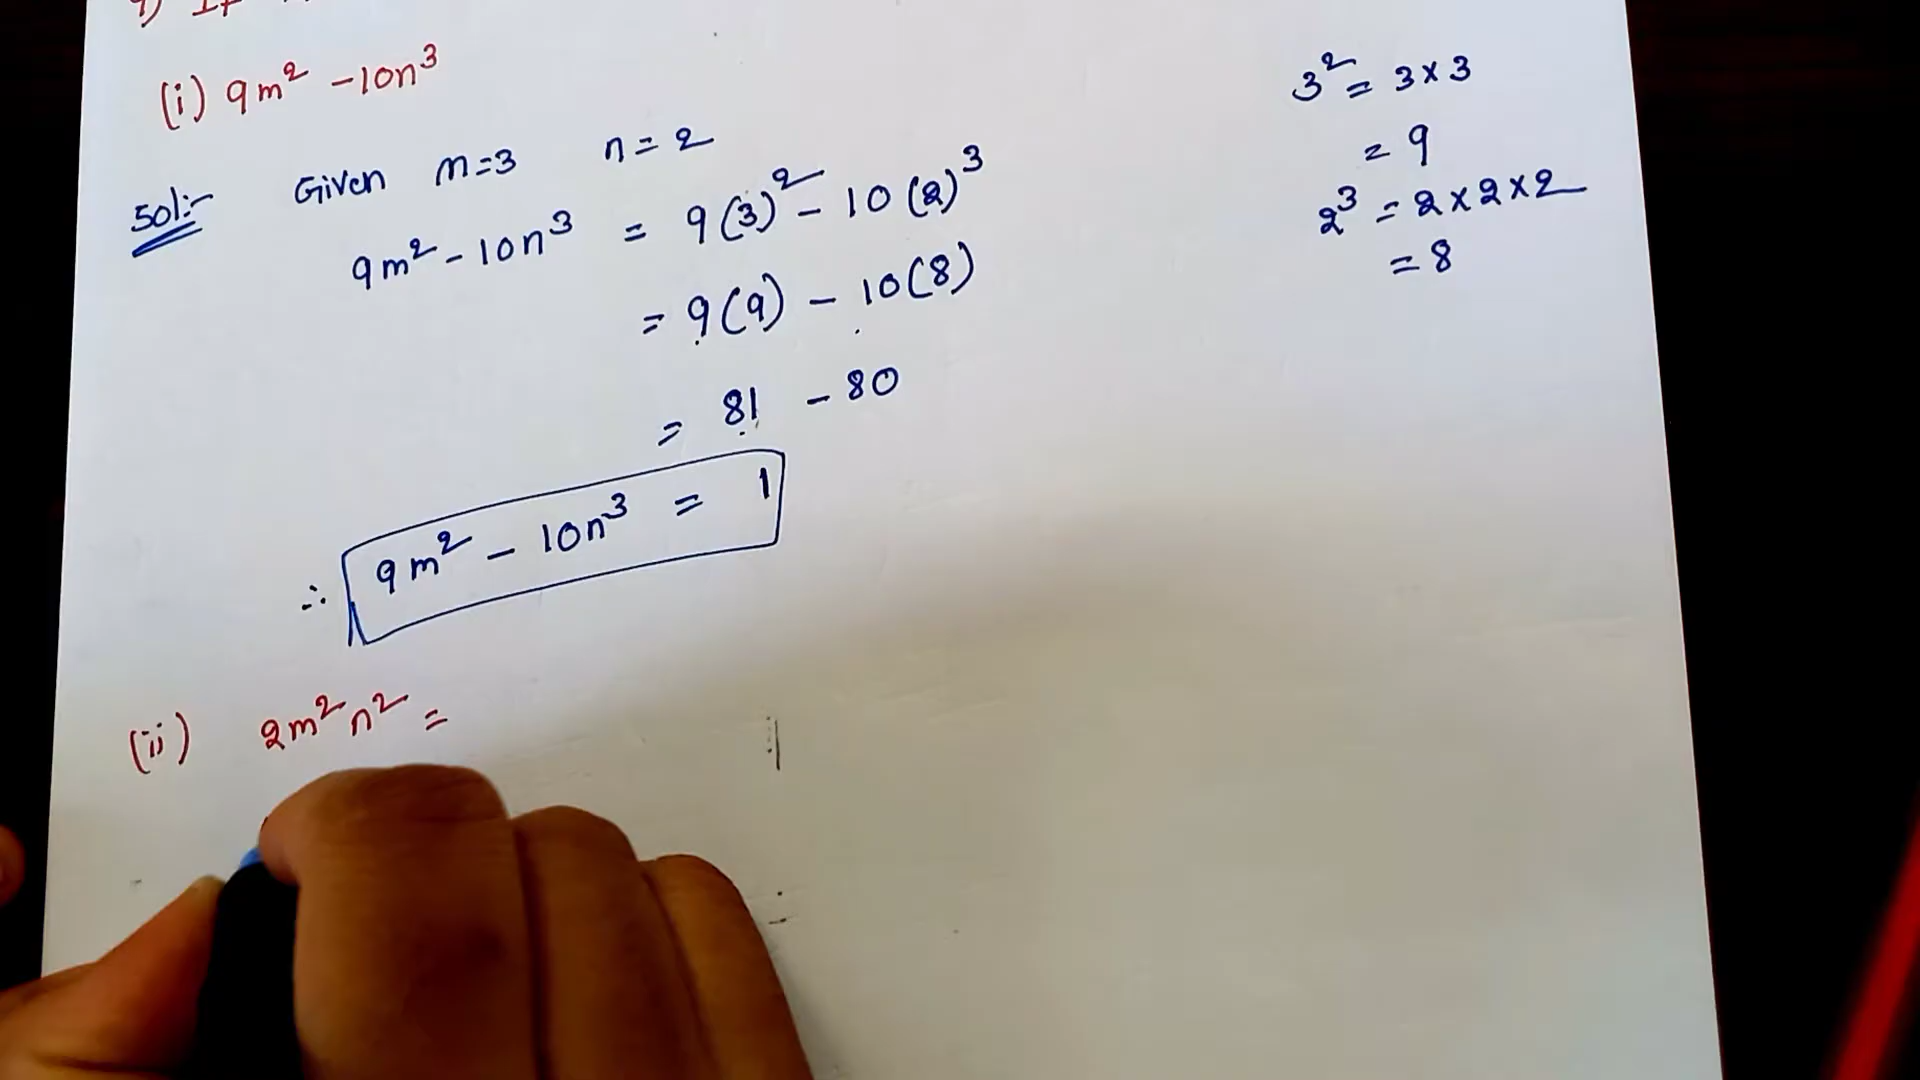 (i) 9m² - 10n³
Sol:- Given m=3 n=2
9m² - 10n³ = 9(3)² - 10(2)³
= 9(9) - 10(8)
= 81 - 80
∴ 9m² - 10n³ = 1
(ii) 2m²n² =
3² = 3×3
= 9
2³ = 2×2×2
= 8